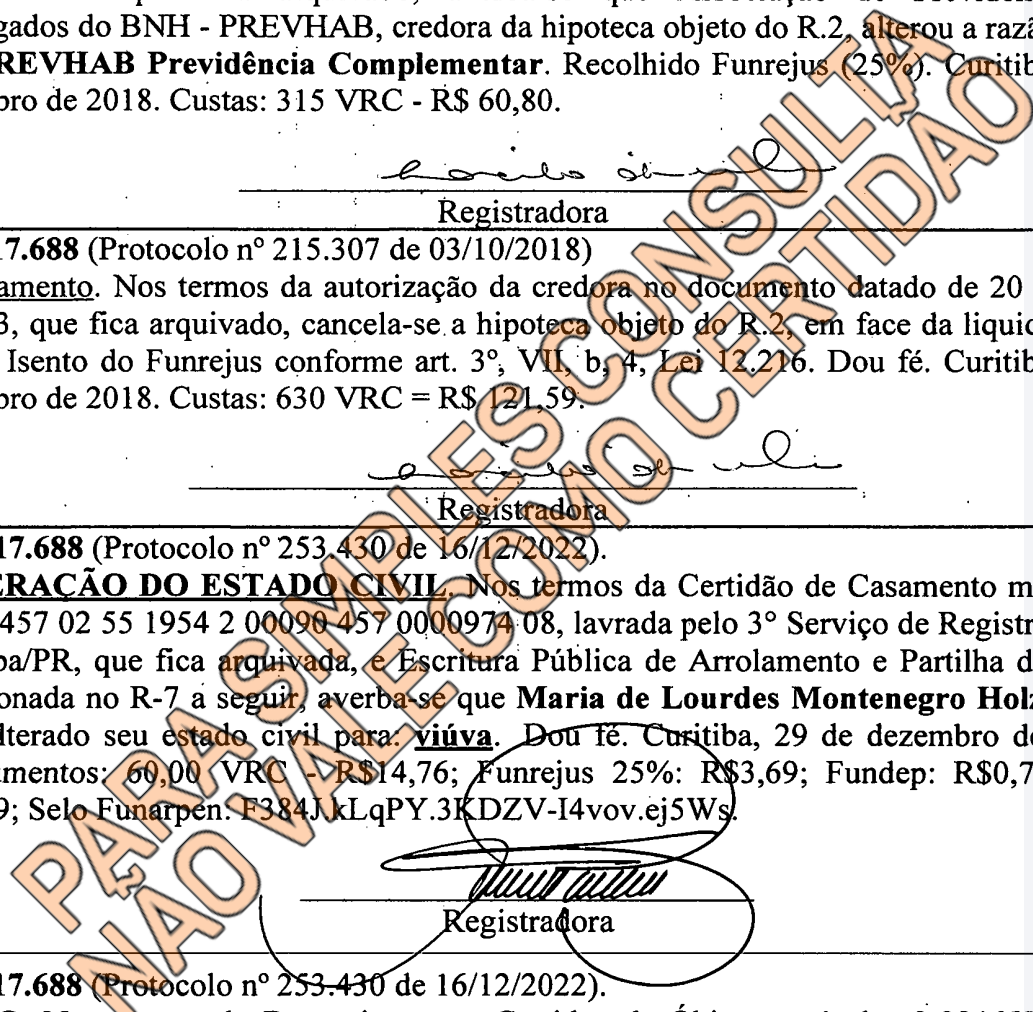 gados do BNH - PREVHAB, credora da hipoteca objeto do R.2, alterou a razã
REVHAB Previdência Complementar. Recolhido Funrejus (25%). Curitib
bro de 2018. Custas: 315 VRC - R$ 60,80.
Registradora
17.688 (Protocolo nº 215.307 de 03/10/2018)
amento. Nos termos da autorização da credora no documento datado de 20
3, que fica arquivado, cancela-se a hipoteca objeto do R.2, em face da liquid
Isento do Funrejus conforme art. 3º, VII, b, 4, Lei 12.216. Dou fé. Curitib
bro de 2018. Custas: 630 VRC = R$ 121,59.
Registradora
17.688 (Protocolo nº 253.430 de 16/12/2022).
ERAÇÃO DO ESTADO CIVIL. Nos termos da Certidão de Casamento m
457 02 55 1954 2 00090 457 0000974 08, lavrada pelo 3° Serviço de Registr
ba/PR, que fica arquivada, e Escritura Pública de Arrolamento e Partilha d
onada no R-7 a seguir, averba-se que Maria de Lourdes Montenegro Holz
lterado seu estado civil para: viúva. Dou fé. Curitiba, 29 de dezembro d
mentos: 60,00 VRC - R$14,76; Funrejus 25%: R$3,69; Fundep: R$0,7
9; Selo Funarpen: F384J.kLqPY.3KDZV-I4vov.ej5Ws.
Registradora
17.688 (Protocolo nº 253.430 de 16/12/2022).
PARA SIMPLES CONSULTA
NÃO VALE COMO CERTIDÃO